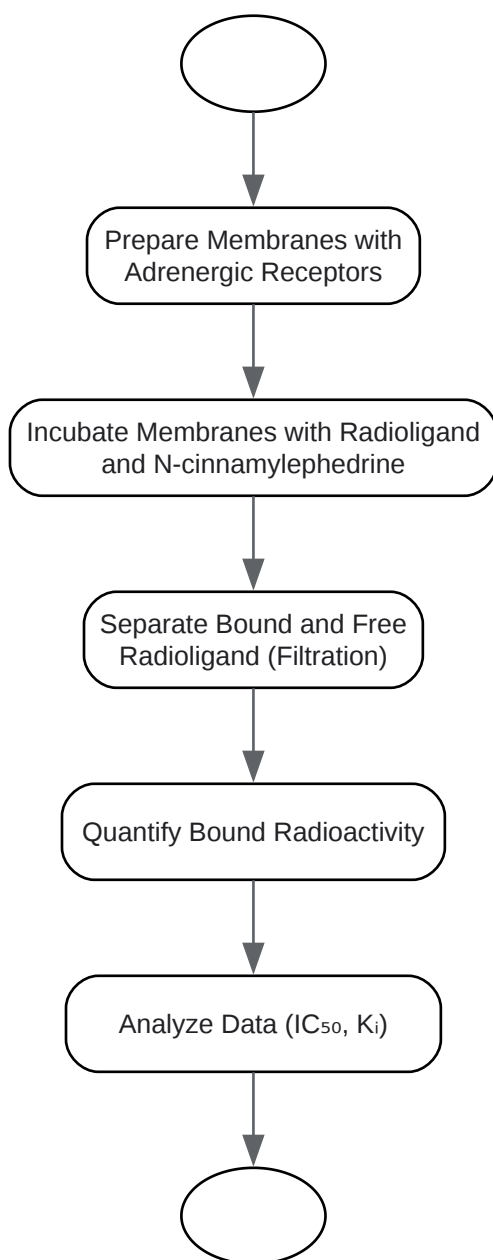 Prepare Membranes with
Adrenergic Receptors
Incubate Membranes with Radioligand
and N-cinnamylephedrine
Separate Bound and Free
Radioligand (Filtration)
Quantify Bound Radioactivity
Analyze Data (IC₅₀, Kᵢ)